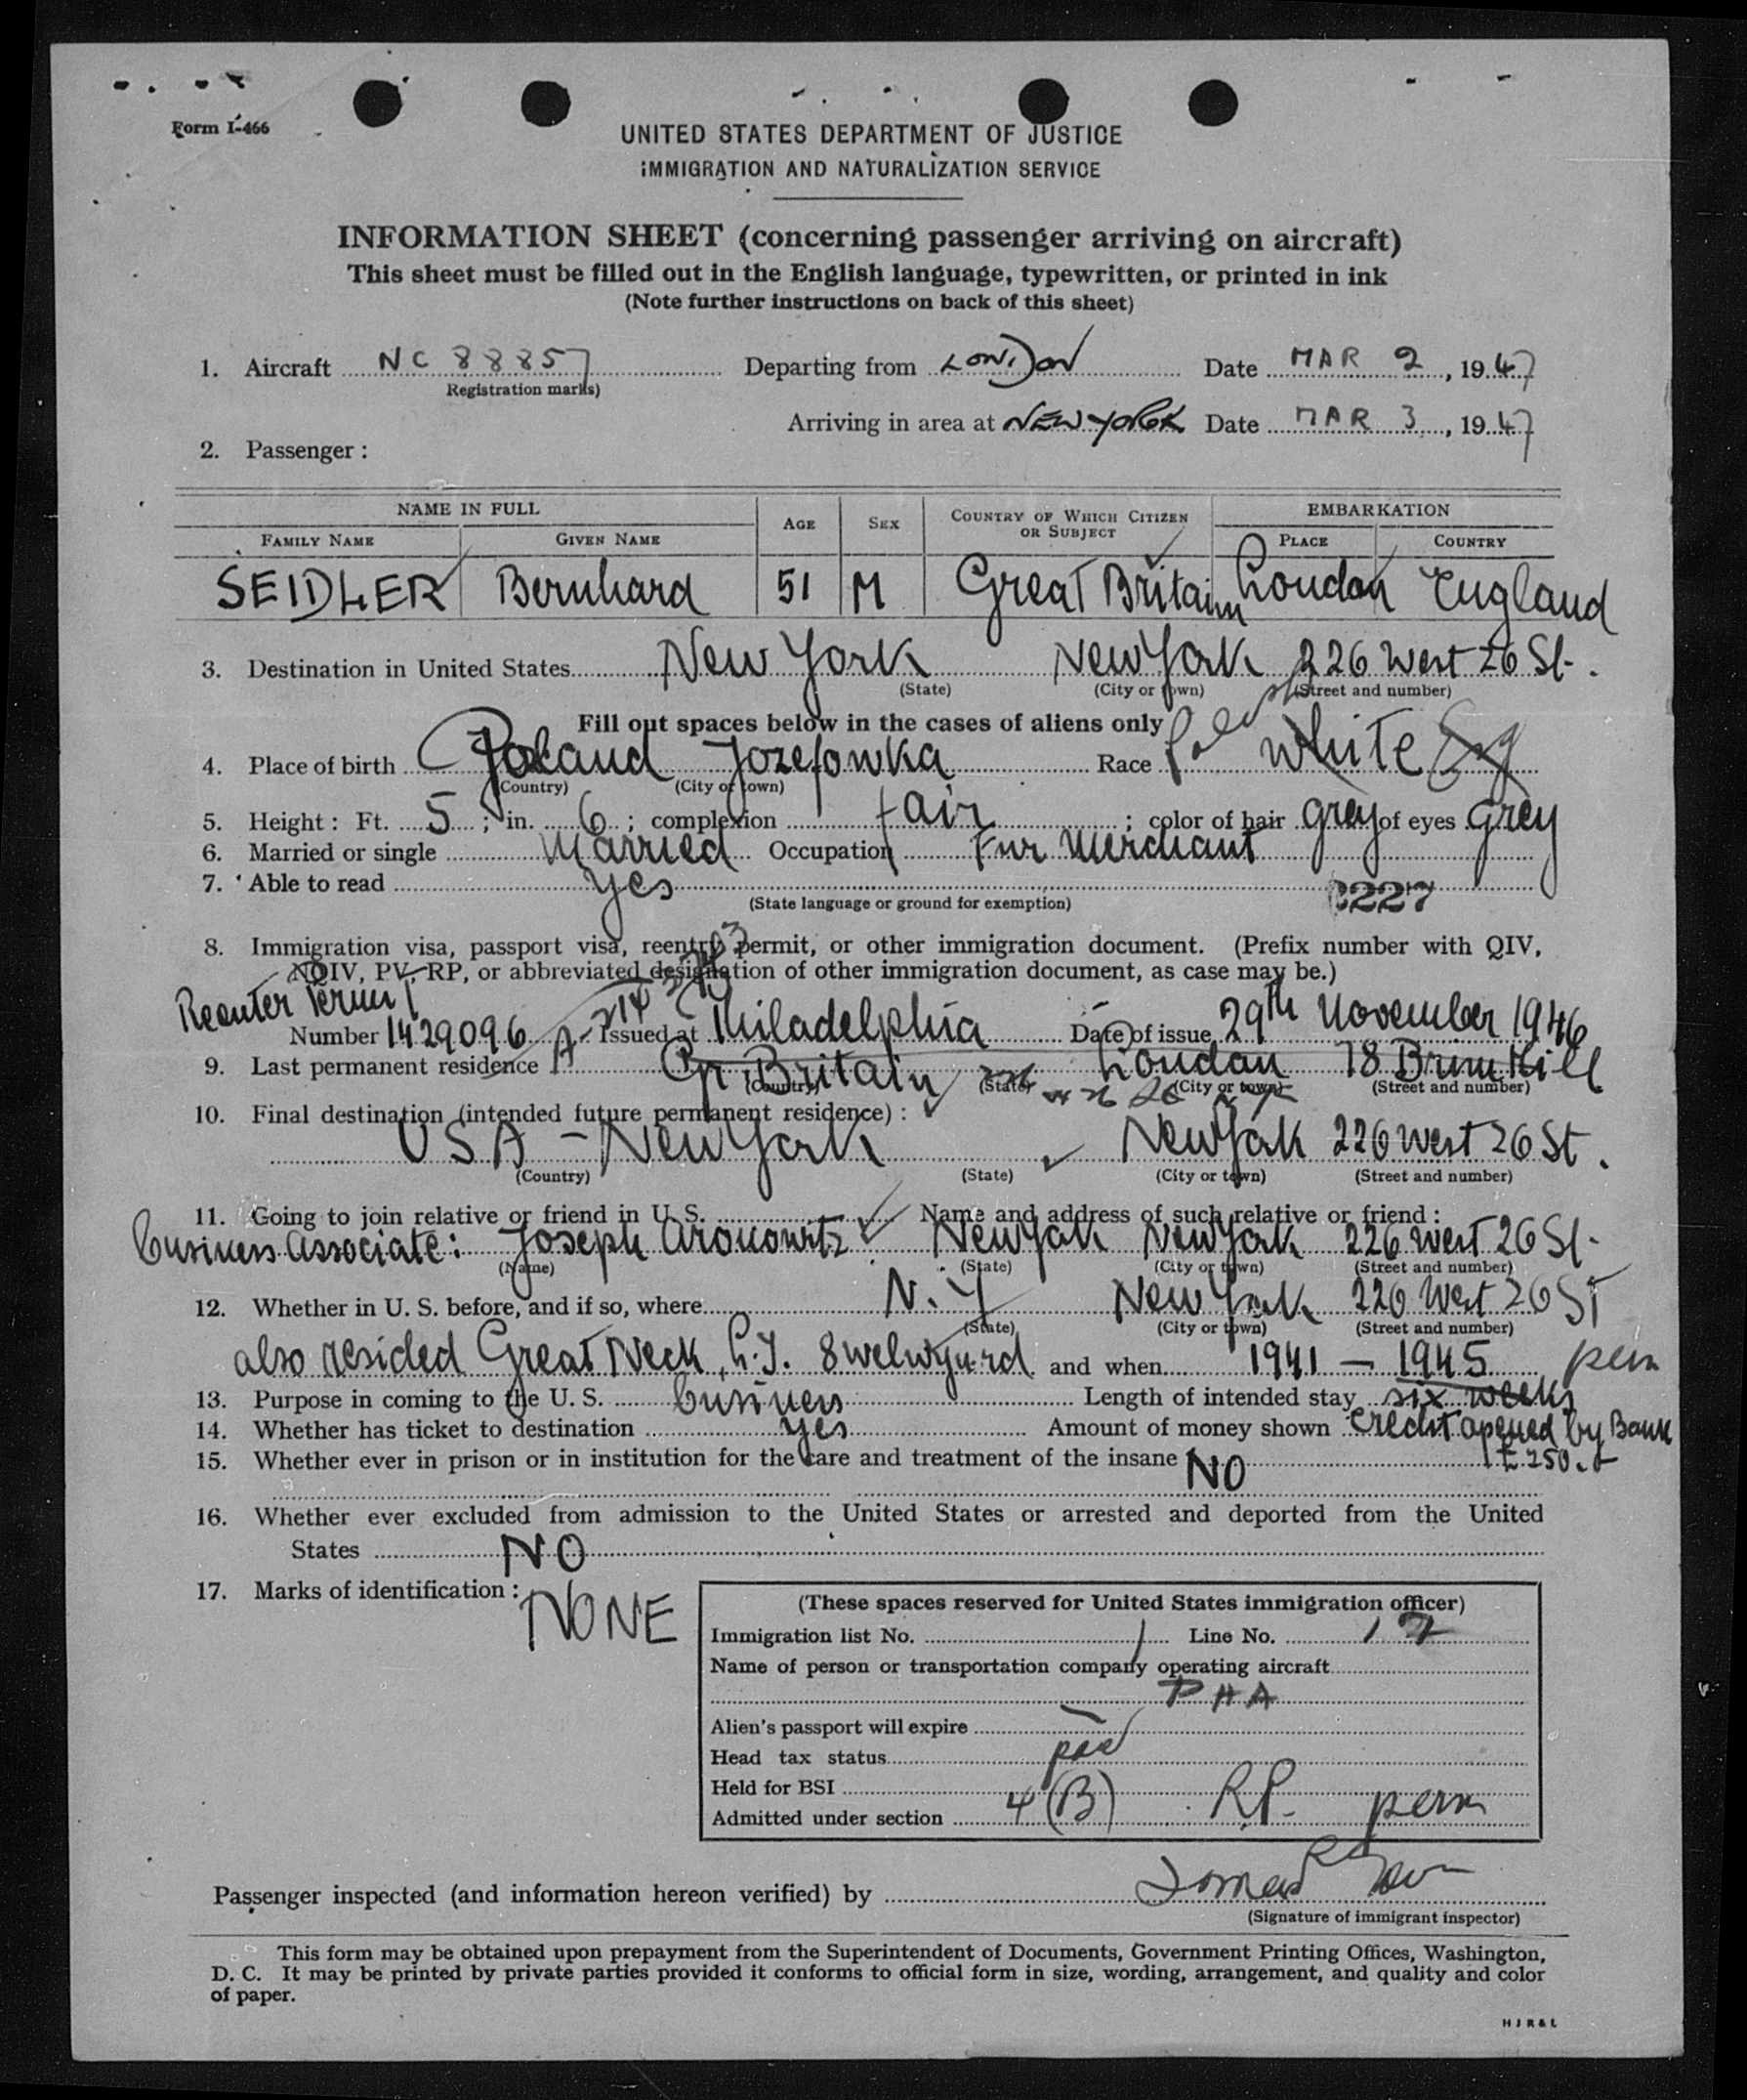 Form I-466
UNITED STATES DEPARTMENT OF JUSTICE
IMMIGRATION AND NATURALIZATION SERVICE
INFORMATION SHEET (concerning passenger arriving on aircraft)
This sheet must be filled out in the English language, typewritten, or printed in ink
(Note further instructions on back of this sheet)
1. Aircraft NC 88857 Departing from LONDON Date MAR 2, 1947
Registration marks)
Arriving in area at NEW YORK Date MAR 3, 1947
2. Passenger:
NAME IN FULL AGE SEX COUNTRY OF WHICH CITIZEN OR SUBJECT EMBARKATION
FAMILY NAME GIVEN NAME PLACE COUNTRY
SEIDLER Bernhard 51 M Great Britain London England
3. Destination in United States New York New York 226 West 26 St.
(State) (City or town) (Street and number)
Fill out spaces below in the cases of aliens only
4. Place of birth Poland Jozefowka Race Polish White Eng
(Country) (City or town)
5. Height: Ft. 5; in. 6; complexion fair; color of hair grey of eyes grey
6. Married or single Married Occupation Fur Merchant
7. Able to read yes 2227
(State language or ground for exemption)
8. Immigration visa, passport visa, reentry permit, or other immigration document. (Prefix number with QIV,
NQIV, PV, RP, or abbreviated designation of other immigration document, as case may be.)
Reenter Permit
Number 1429096 Issued at Philadelphia Date of issue 29th November 1946
9. Last permanent residence Gr Britain London 78
(Country) (State) (City or town) (Street and number)
10. Final destination (intended future permanent residence):
USA - New York New York 226 West 26 St.
(Country) (State) (City or town) (Street and number)
11. Going to join relative or friend in U. S. Name and address of such relative or friend:
Business Associate: Joseph Aronowitz New York New York 226 West 26 St.
(Name) (State) (City or town) (Street and number)
12. Whether in U. S. before, and if so, where N.Y New York 226 West 26 St
(State) (City or town) (Street and number)
also resided Great Neck, L.I. 8 and when 1941 - 1945 perm
13. Purpose in coming to the U. S. business Length of intended stay six weeks
14. Whether has ticket to destination yes Amount of money shown Credit opened by Bank
15. Whether ever in prison or in institution for the care and treatment of the insane NO £ 250.
16. Whether ever excluded from admission to the United States or arrested and deported from the United
States NO
17. Marks of identification: NONE
(These spaces reserved for United States immigration officer)
Immigration list No. 1 Line No. 12
Name of person or transportation company operating aircraft
P A A
Alien's passport will expire —
Head tax status
Held for BSI
Admitted under section 4(B) R.P. perm
Passenger inspected (and information hereon verified) by
(Signature of immigrant inspector)
This form may be obtained upon prepayment from the Superintendent of Documents, Government Printing Offices, Washington,
D. C. It may be printed by private parties provided it conforms to official form in size, wording, arrangement, and quality and color
of paper.
H J R & L